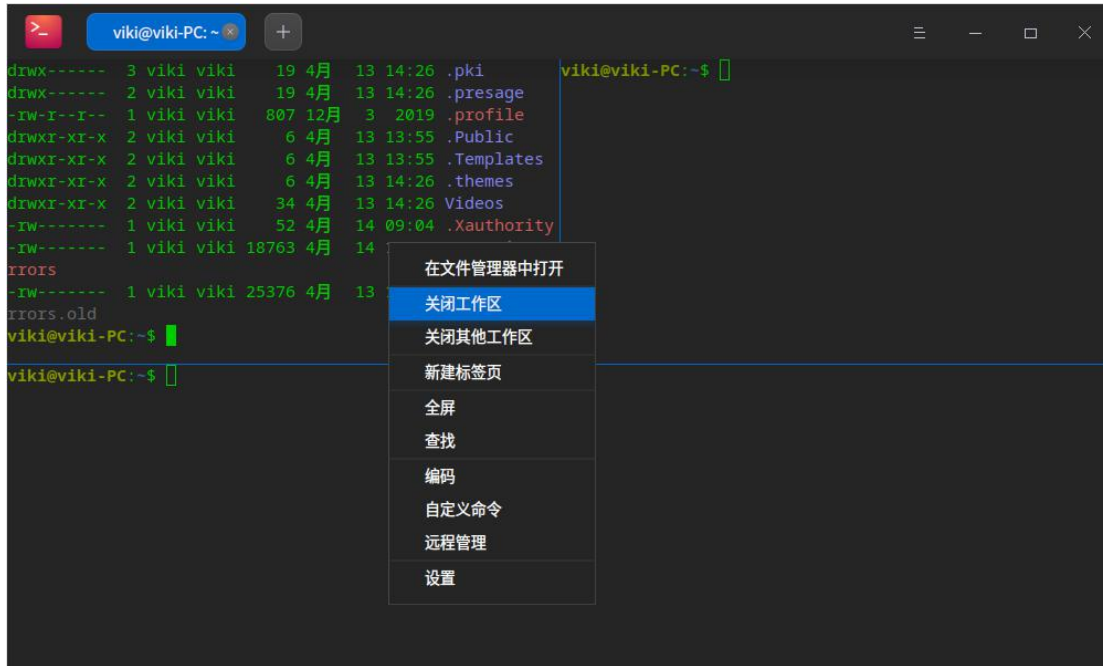 viki@viki-PC: ~
drwx------ 3 viki viki 19 4月 13 14:26 .pki
drwx------ 2 viki viki 19 4月 13 14:26 .presage
-rw-r--r-- 1 viki viki 807 12月 3 2019 .profile
drwxr-xr-x 2 viki viki 6 4月 13 13:55 .Public
drwxr-xr-x 2 viki viki 6 4月 13 13:55 .Templates
drwxr-xr-x 2 viki viki 6 4月 13 14:26 .themes
drwxr-xr-x 2 viki viki 34 4月 13 14:26 Videos
-rw------- 1 viki viki 52 4月 14 09:04 .Xauthority
-rw------- 1 viki viki 18763 4月 14
rrors
-rw------- 1 viki viki 25376 4月 13
rrors.old
viki@viki-PC:~$
viki@viki-PC:~$
viki@viki-PC:~$
在文件管理器中打开
关闭工作区
关闭其他工作区
新建标签页
全屏
查找
编码
自定义命令
远程管理
设置